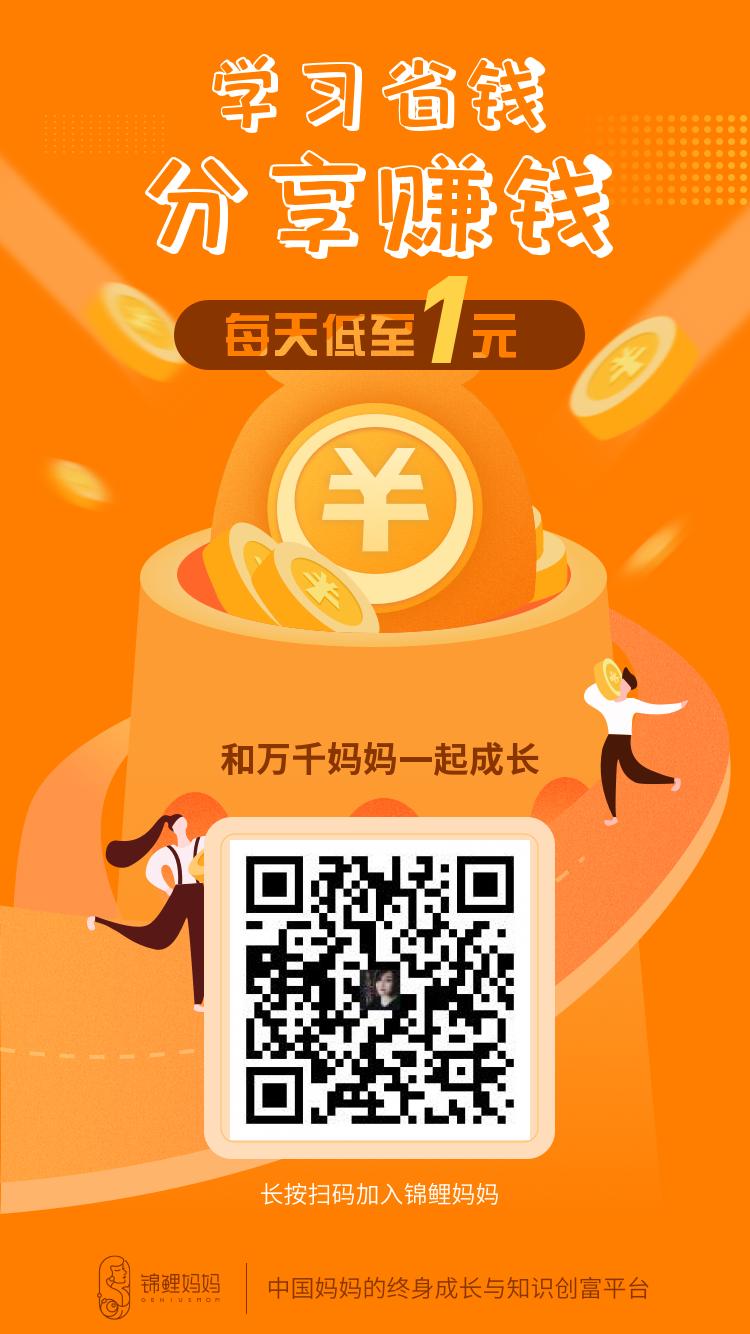 学习省钱
分享赚钱
每天低至1元
和万千妈妈一起成长
长按扫码加入锦鲤妈妈
锦鲤妈妈
GENIUSMOM
中国妈妈的终身成长与知识创富平台